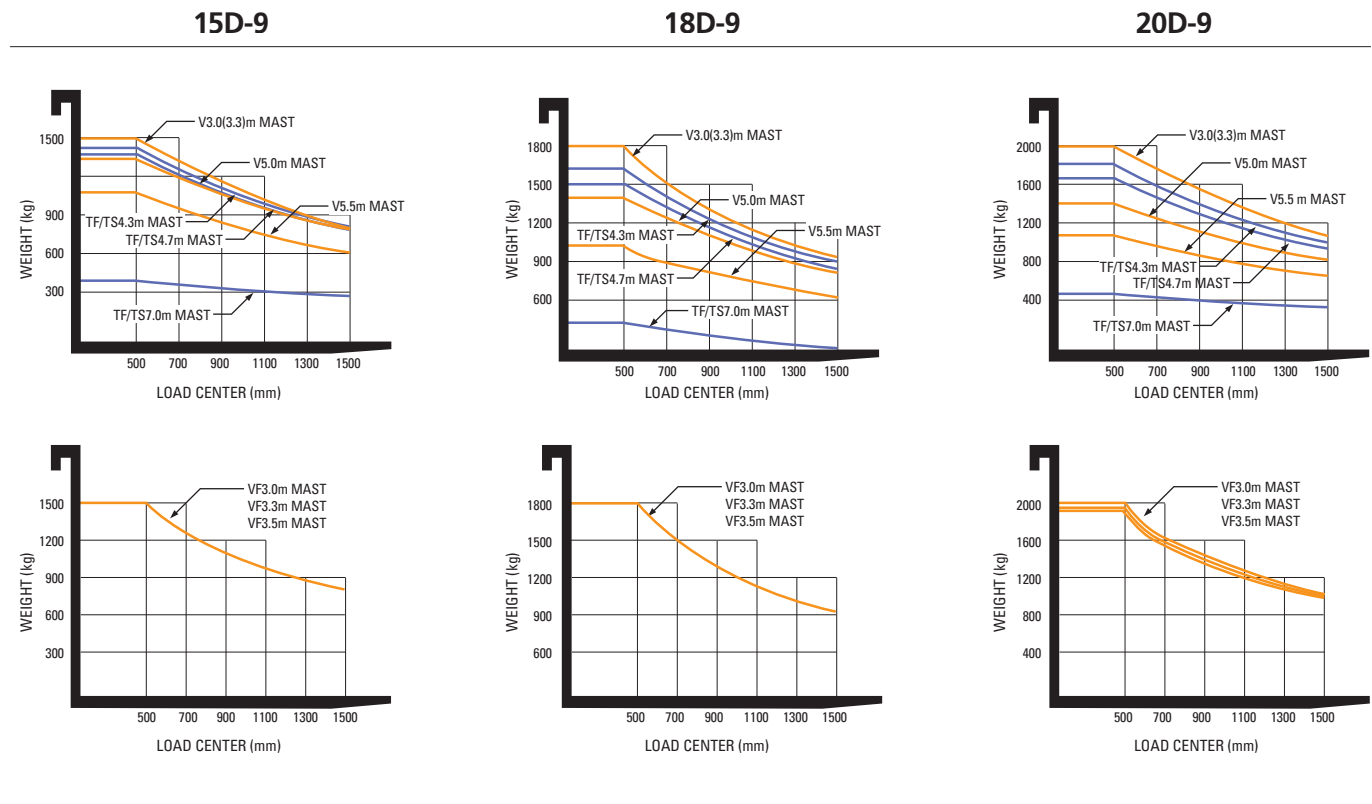 15D-9
18D-9
20D-9
WEIGHT (kg)
1500
900
600
300
V3.0(3.3)m MAST
V5.0m MAST
V5.5m MAST
TF/TS4.3m MAST
TF/TS4.7m MAST
TF/TS7.0m MAST
500 700 900 1100 1300 1500
LOAD CENTER (mm)
WEIGHT (kg)
1800
1500
1200
900
600
V3.0(3.3)m MAST
V5.0m MAST
V5.5m MAST
TF/TS4.3m MAST
TF/TS4.7m MAST
TF/TS7.0m MAST
500 700 900 1100 1300 1500
LOAD CENTER (mm)
WEIGHT (kg)
2000
1600
1200
800
400
V3.0(3.3)m MAST
V5.0m MAST
V5.5 m MAST
TF/TS4.3m MAST
TF/TS4.7m MAST
TF/TS7.0m MAST
500 700 900 1100 1300 1500
LOAD CENTER (mm)
WEIGHT (kg)
1500
1200
900
600
300
VF3.0m MAST
VF3.3m MAST
VF3.5m MAST
500 700 900 1100 1300 1500
LOAD CENTER (mm)
WEIGHT (kg)
1800
1500
1200
900
600
VF3.0m MAST
VF3.3m MAST
VF3.5m MAST
500 700 900 1100 1300 1500
LOAD CENTER (mm)
WEIGHT (kg)
2000
1600
1200
800
400
VF3.0m MAST
VF3.3m MAST
VF3.5m MAST
500 700 900 1100 1300 1500
LOAD CENTER (mm)